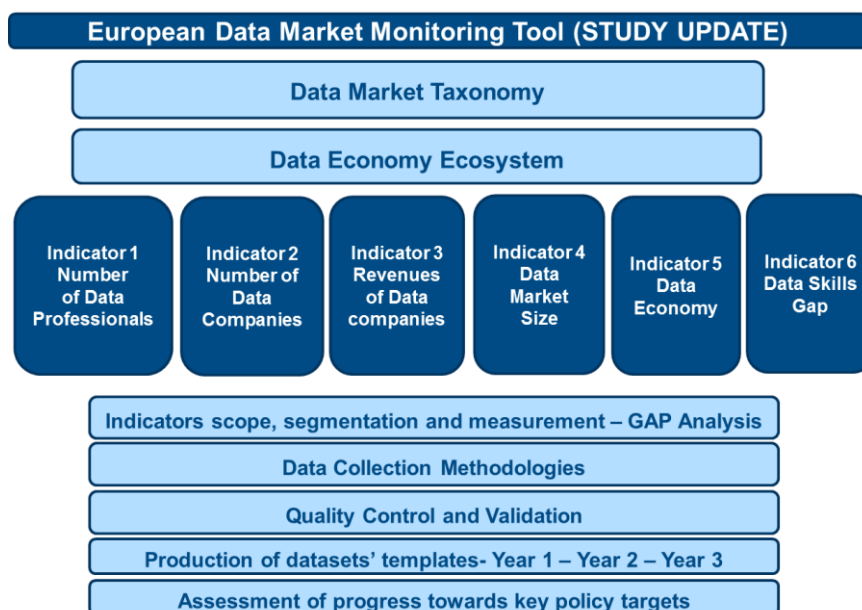 European Data Market Monitoring Tool (STUDY UPDATE)
Data Market Taxonomy
Data Economy Ecosystem
Indicator 1
Number
of Data
Professionals
Indicator 2
Number of
Data
Companies
Indicator 3
Revenues
of Data
companies
Indicator 4
Data
Market
Size
Indicator 5
Data
Economy
Indicator 6
Data Skills
Gap
Indicators scope, segmentation and measurement – GAP Analysis
Data Collection Methodologies
Quality Control and Validation
Production of datasets’ templates- Year 1 – Year 2 – Year 3
Assessment of progress towards key policy targets